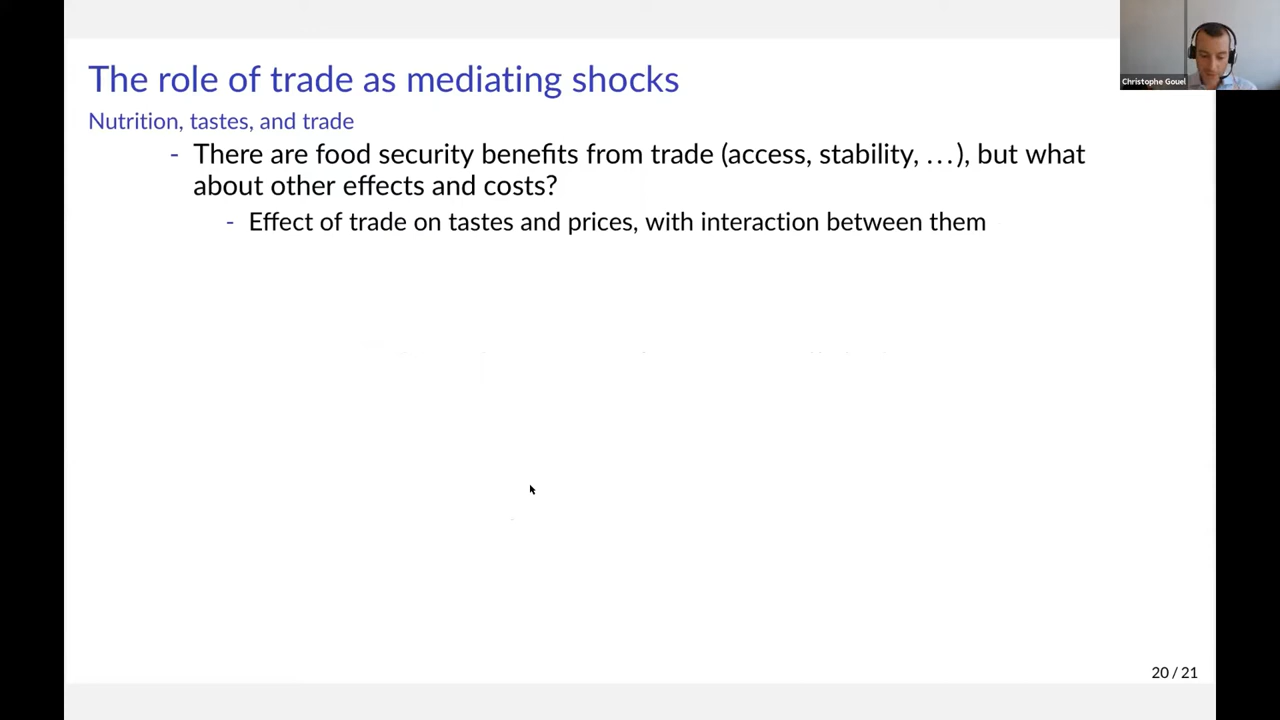 The role of trade as mediating shocks
Christophe Gouel
Nutrition, tastes, and trade
- There are food security benefits from trade (access, stability, ...), but what
about other effects and costs?
- Effect of trade on tastes and prices, with interaction between them
20 / 21